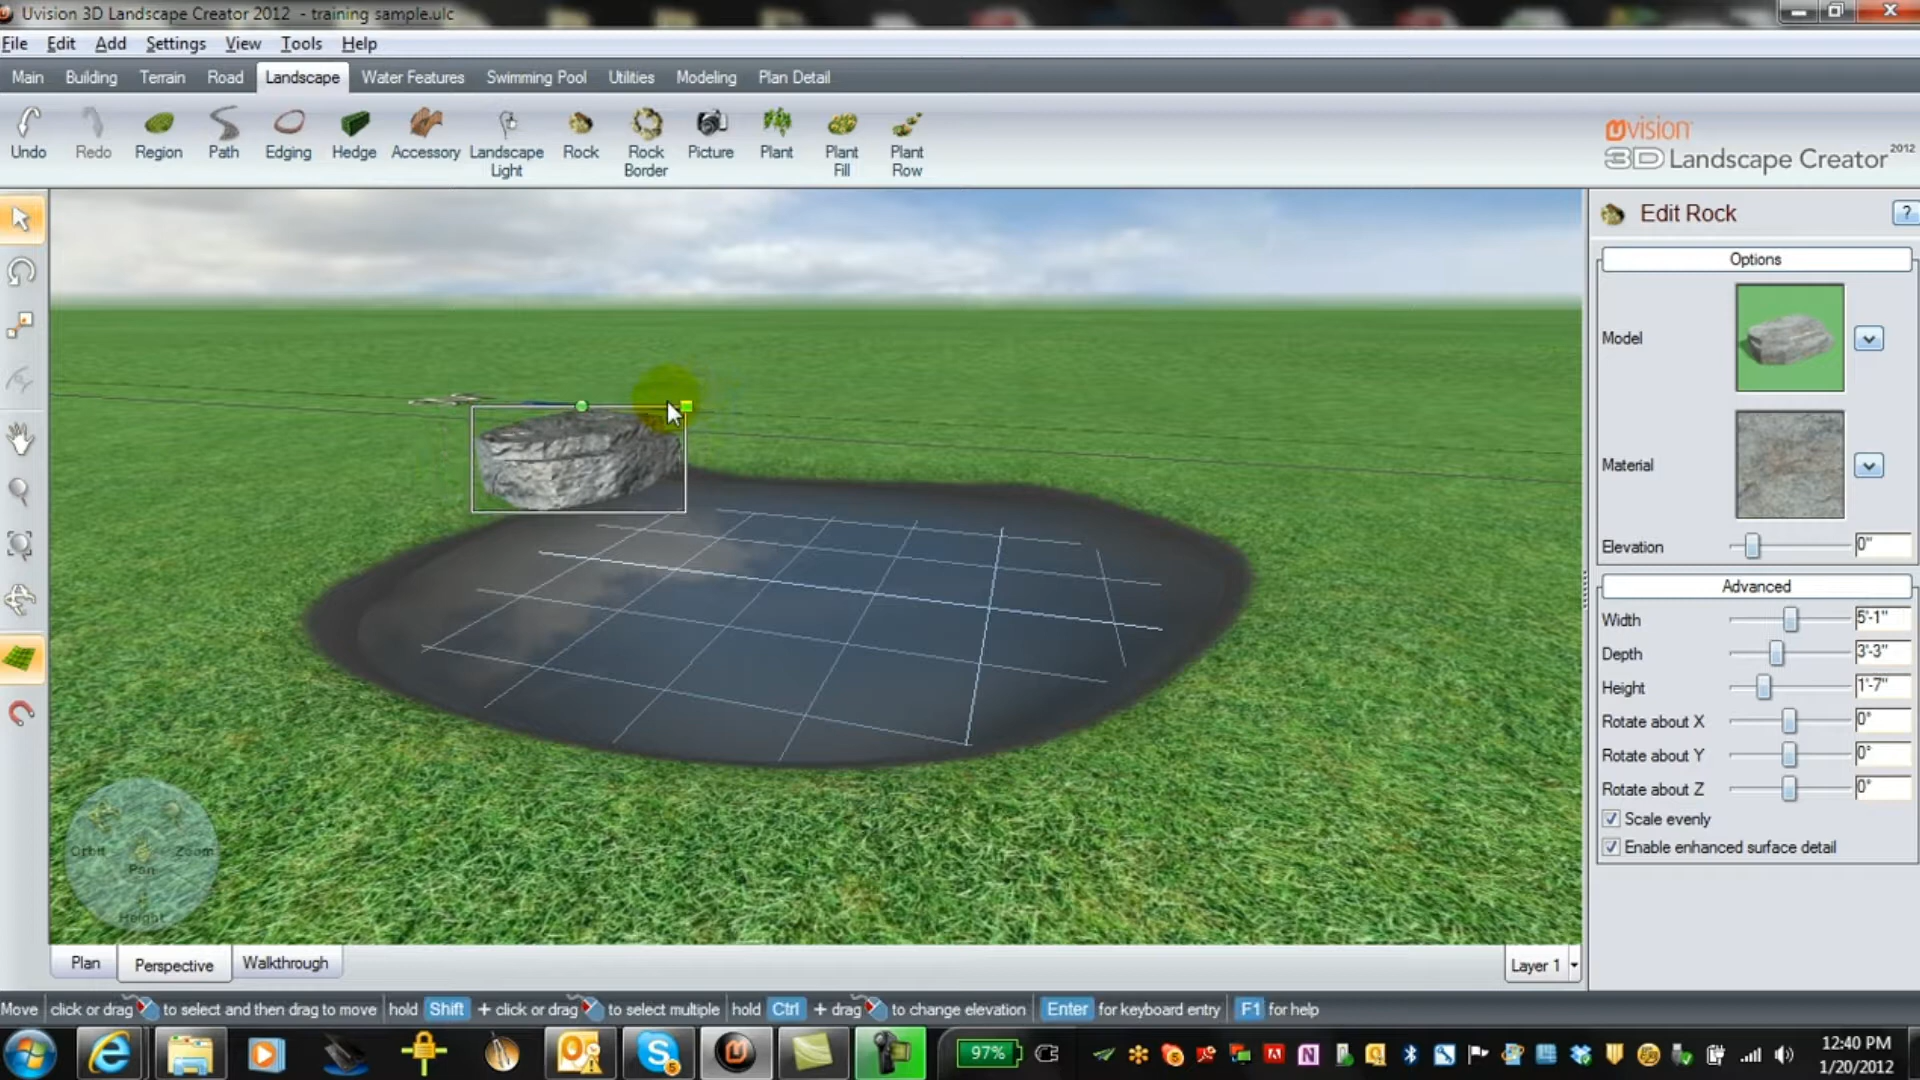 Uvision 3D Landscape Creator 2012 - training sample.ulc
File Edit Add Settings View Tools Help
Main Building Terrain Road Landscape Water Features Swimming Pool Utilities Modeling Plan Detail
Undo Redo Region Path Edging Hedge Accessory Landscape Light Rock Rock Border Picture Plant Plant Fill Plant Row
uvision
3D Landscape Creator 2012
Edit Rock ?
Options
Model
Material
Elevation 0"
Advanced
Width 5'-1"
Depth 3'-3"
Height 1'-7"
Rotate about X 0°
Rotate about Y 0°
Rotate about Z 0°
Scale evenly
Enable enhanced surface detail
Orbit Zoom
Pan
Height
Plan Perspective Walkthrough
Layer 1
Move click or drag to select and then drag to move hold Shift + click or drag to select multiple hold Ctrl + drag to change elevation Enter for keyboard entry F1 for help
97%
12:40 PM
1/20/2012